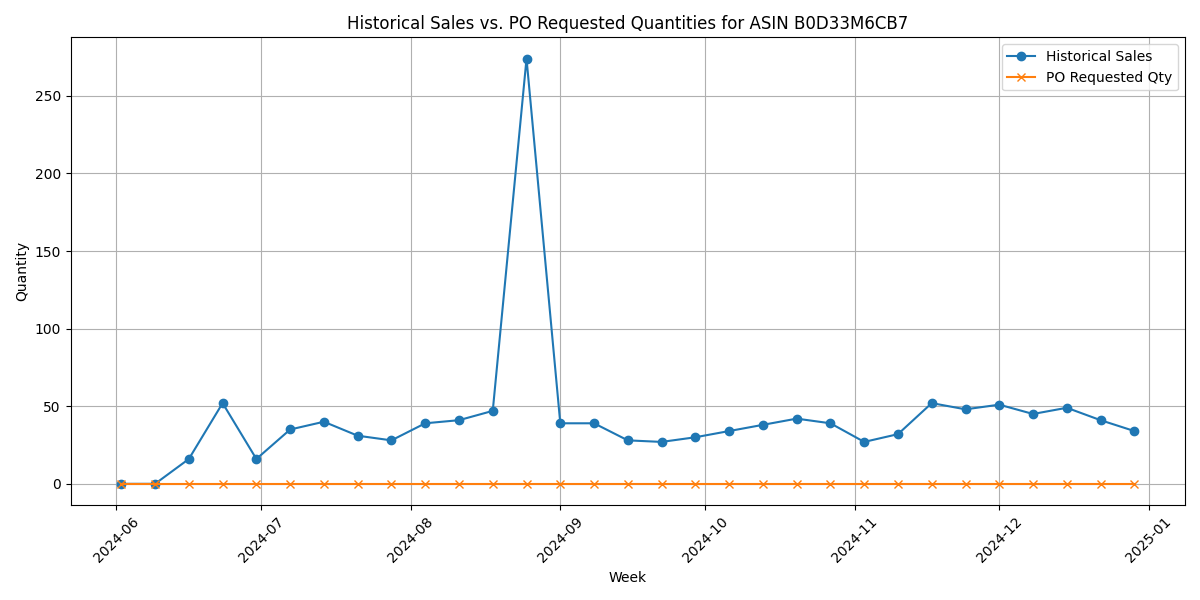 Historical Sales vs. PO Requested Quantities for ASIN B0D33M6CB7
Historical Sales
PO Requested Qty
Quantity
250
200
150
100
50
0
2024-06
2024-07
2024-08
2024-09
2024-10
2024-11
2024-12
2025-01
Week